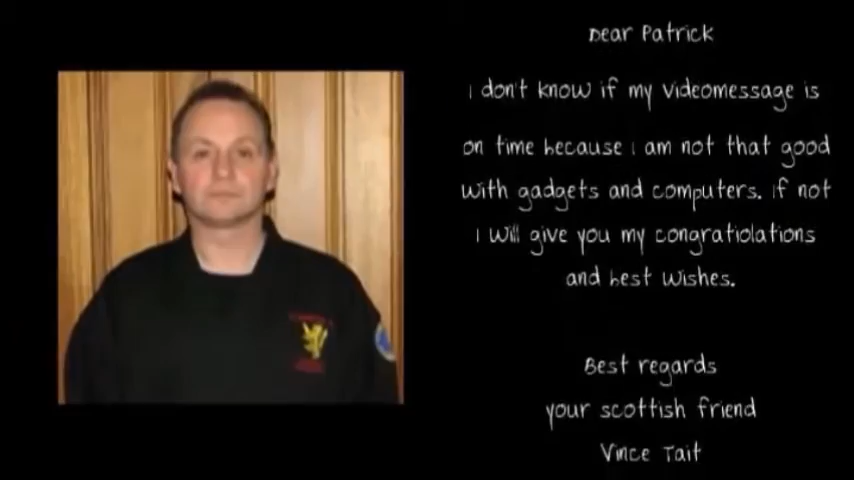 Dear Patrick
I don't know if my videomessage is
on time because I am not that good
with gadgets and computers. If not
I will give you my congratiolations
and best wishes.
Best regards
your scottish friend
Vince Tait